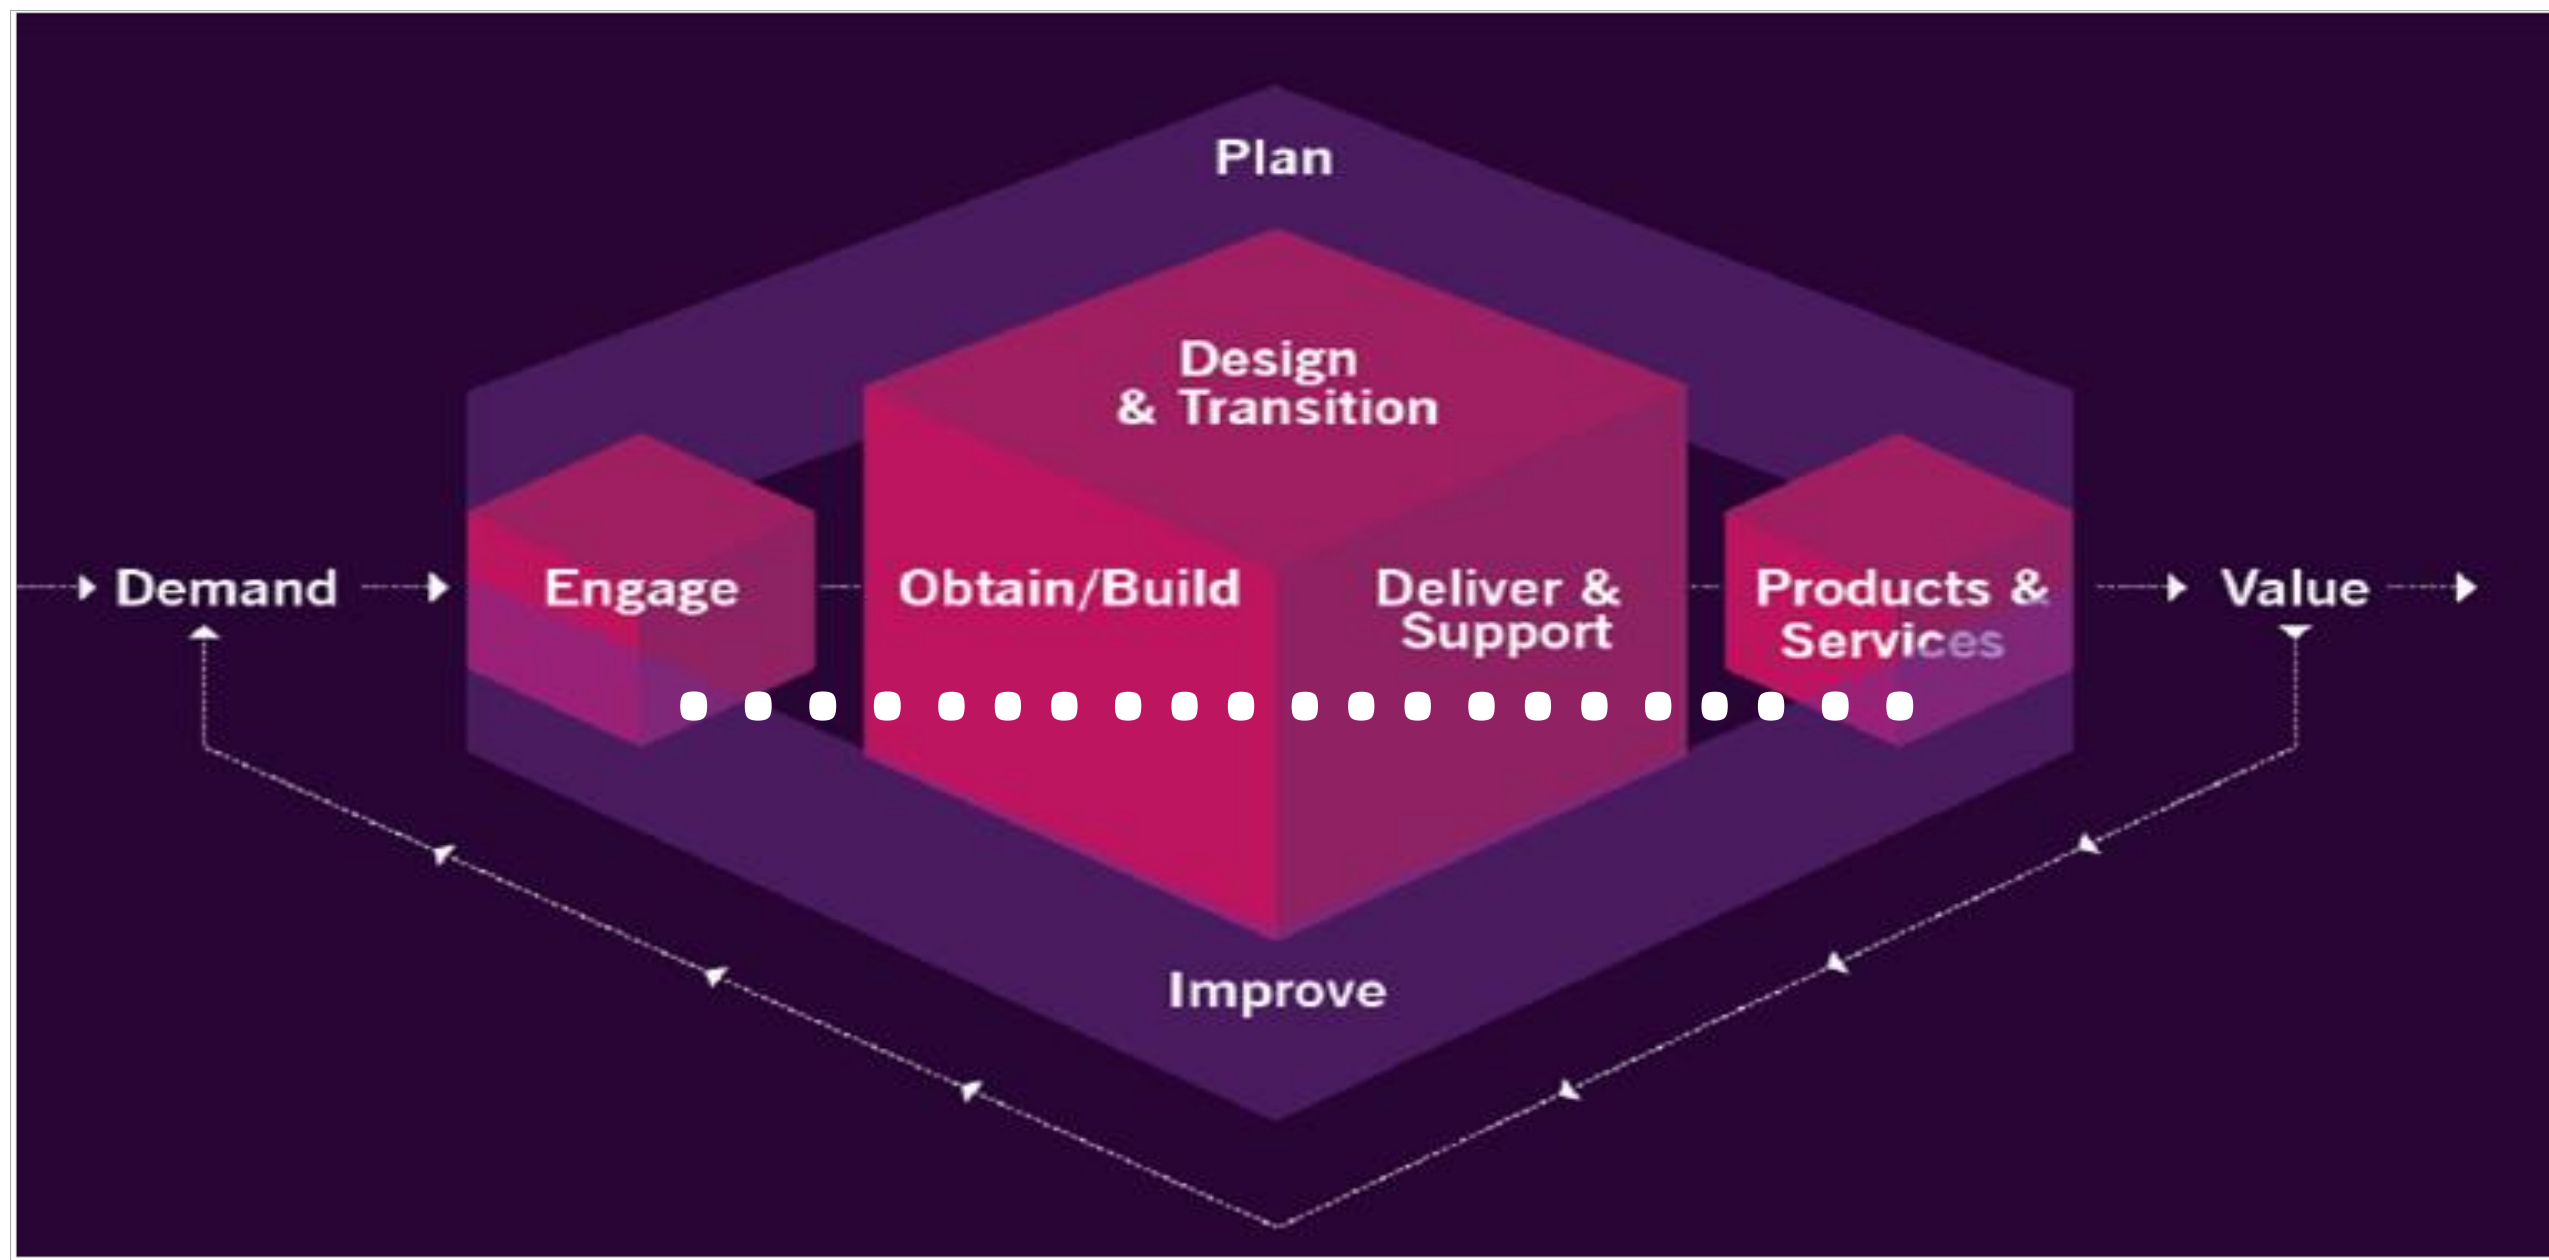 Plan
Design
& Transition
Demand
Engage
Obtain/Build
Deliver &
Support
Products &
Services
Value
Improve